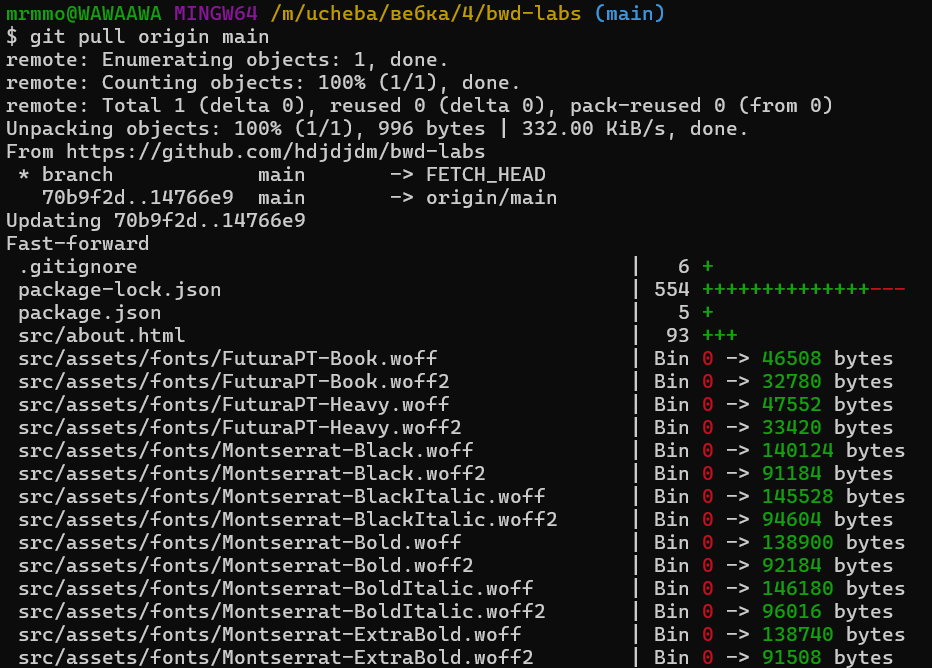 mrmmo@WAWAAWA MINGW64 /m/ucheba/вебка/4/bwd-labs (main)
$ git pull origin main
remote: Enumerating objects: 1, done.
remote: Counting objects: 100% (1/1), done.
remote: Total 1 (delta 0), reused 0 (delta 0), pack-reused 0 (from 0)
Unpacking objects: 100% (1/1), 996 bytes | 332.00 KiB/s, done.
From https://github.com/hdjdjdm/bwd-labs
 * branch            main       -> FETCH_HEAD
   70b9f2d..14766e9  main       -> origin/main
Updating 70b9f2d..14766e9
Fast-forward
 .gitignore                                         |   6 +
 package-lock.json                                  | 554 ++++++++++++++---
 package.json                                       |   5 +
 src/about.html                                     |  93 +++
 src/assets/fonts/FuturaPT-Book.woff                | Bin 0 -> 46508 bytes
 src/assets/fonts/FuturaPT-Book.woff2               | Bin 0 -> 32780 bytes
 src/assets/fonts/FuturaPT-Heavy.woff               | Bin 0 -> 47552 bytes
 src/assets/fonts/FuturaPT-Heavy.woff2              | Bin 0 -> 33420 bytes
 src/assets/fonts/Montserrat-Black.woff             | Bin 0 -> 140124 bytes
 src/assets/fonts/Montserrat-Black.woff2            | Bin 0 -> 91184 bytes
 src/assets/fonts/Montserrat-BlackItalic.woff       | Bin 0 -> 145528 bytes
 src/assets/fonts/Montserrat-BlackItalic.woff2      | Bin 0 -> 94604 bytes
 src/assets/fonts/Montserrat-Bold.woff              | Bin 0 -> 138900 bytes
 src/assets/fonts/Montserrat-Bold.woff2             | Bin 0 -> 92184 bytes
 src/assets/fonts/Montserrat-BoldItalic.woff        | Bin 0 -> 146180 bytes
 src/assets/fonts/Montserrat-BoldItalic.woff2       | Bin 0 -> 96016 bytes
 src/assets/fonts/Montserrat-ExtraBold.woff         | Bin 0 -> 138740 bytes
 src/assets/fonts/Montserrat-ExtraBold.woff2        | Bin 0 -> 91508 bytes